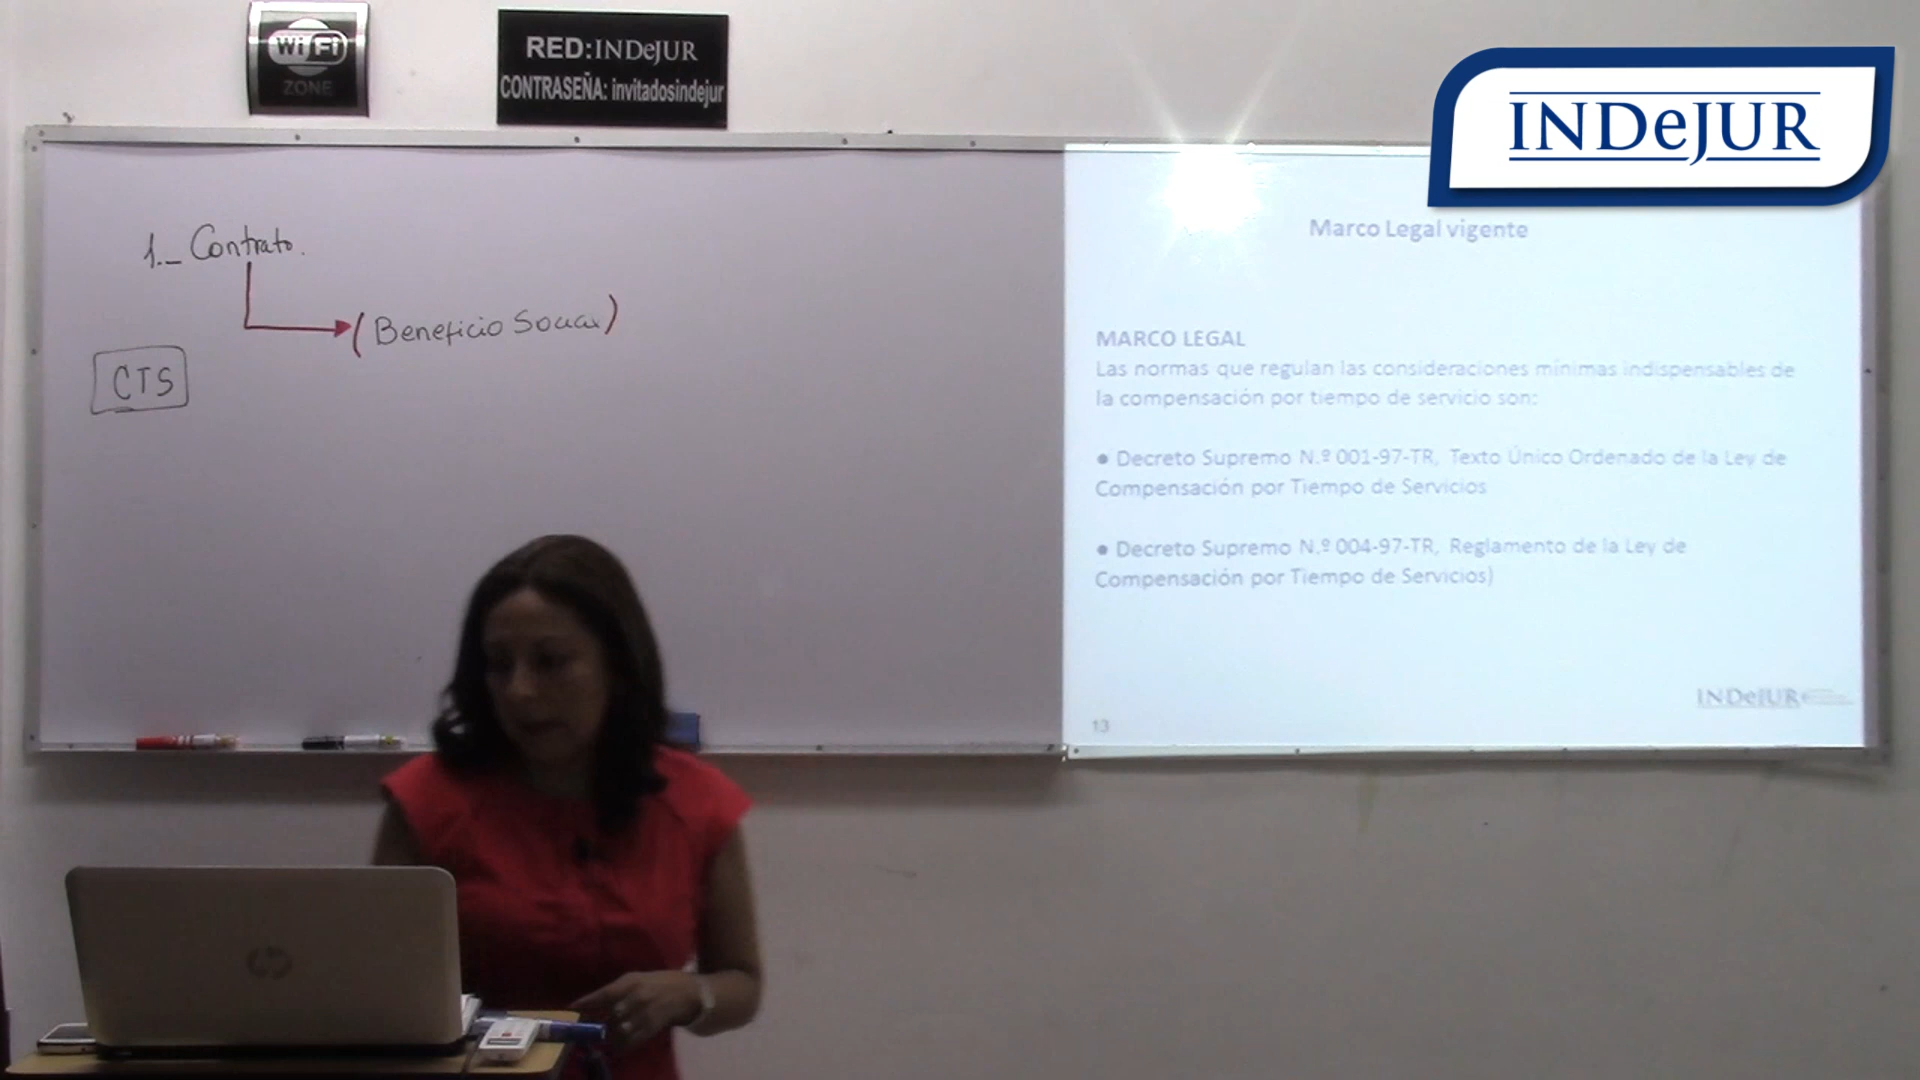 WiFi
ZONE
RED:INDeJUR
CONTRASEÑA: invitadosindejur
INDeJUR
1._ Contrato.
(Beneficio Social)
CTS
Marco Legal vigente
MARCO LEGAL
Las normas que regulan las consideraciones mínimas indispensables de
la compensación por tiempo de servicio son:
● Decreto Supremo N.º 001-97-TR, Texto Único Ordenado de la Ley de
Compensación por Tiempo de Servicios
● Decreto Supremo N.º 004-97-TR, Reglamento de la Ley de
Compensación por Tiempo de Servicios)
INDeJUR
13
hp